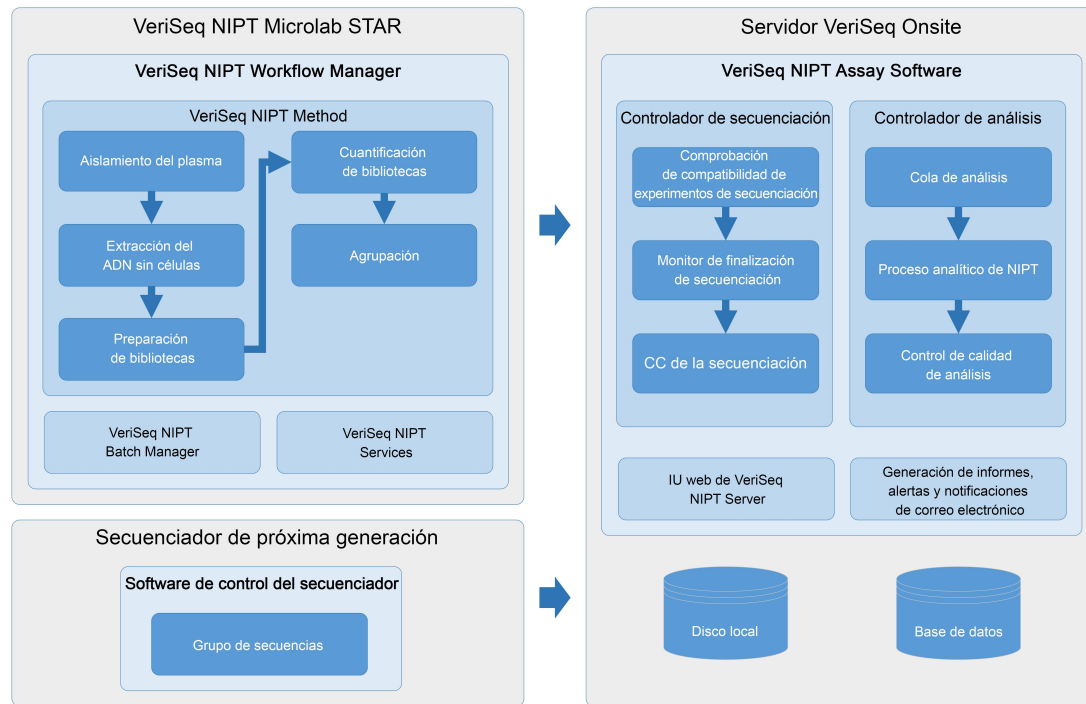 VeriSeq NIPT Microlab STAR
VeriSeq NIPT Workflow Manager
VeriSeq NIPT Method
Aislamiento del plasma
Extracción del
ADN sin células
Preparación
de bibliotecas
Cuantificación
de bibliotecas
Agrupación
VeriSeq NIPT
Batch Manager
VeriSeq NIPT
Services
Secuenciador de próxima generación
Software de control del secuenciador
Grupo de secuencias
Servidor VeriSeq Onsite
VeriSeq NIPT Assay Software
Controlador de secuenciación
Comprobación
de compatibilidad de
experimentos de secuenciación
Monitor de finalización
de secuenciación
CC de la secuenciación
Controlador de análisis
Cola de análisis
Proceso analítico de NIPT
Control de calidad
de análisis
IU web de VeriSeq
NIPT Server
Generación de informes,
alertas y notificaciones
de correo electrónico
Disco local
Base de datos